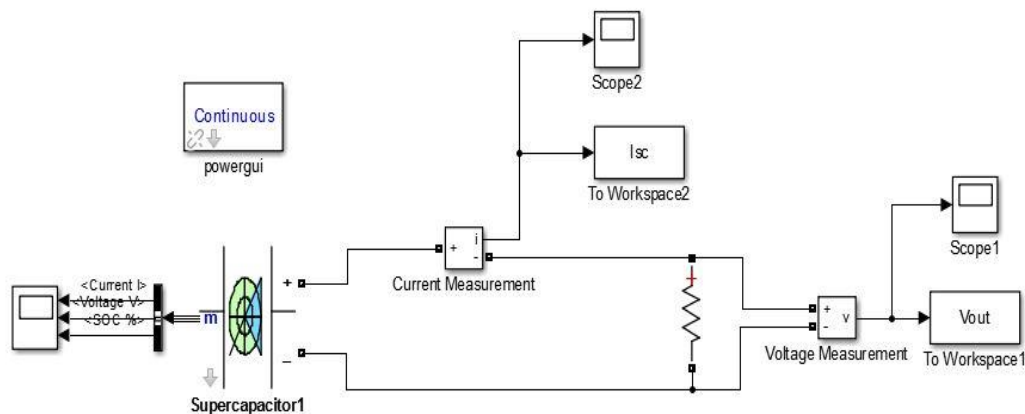 Scope2
Continuous
powergui
Isc
To Workspace2
i
+
-
Current Measurement
Scope1
<Current I>
<Voltage V>
<SOC %>
m
+
_
Supercapacitor1
+
+
-
v
Voltage Measurement
Vout
To Workspace1